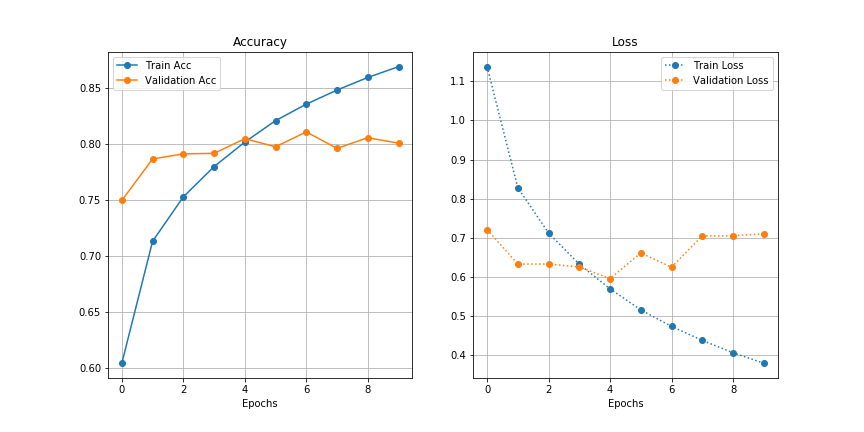 Accuracy
Train Acc
Validation Acc
0.85
0.80
0.75
0.70
0.65
0.60
0 2 4 6 8
Epochs
Loss
Train Loss
Validation Loss
1.1
1.0
0.9
0.8
0.7
0.6
0.5
0.4
0 2 4 6 8
Epochs